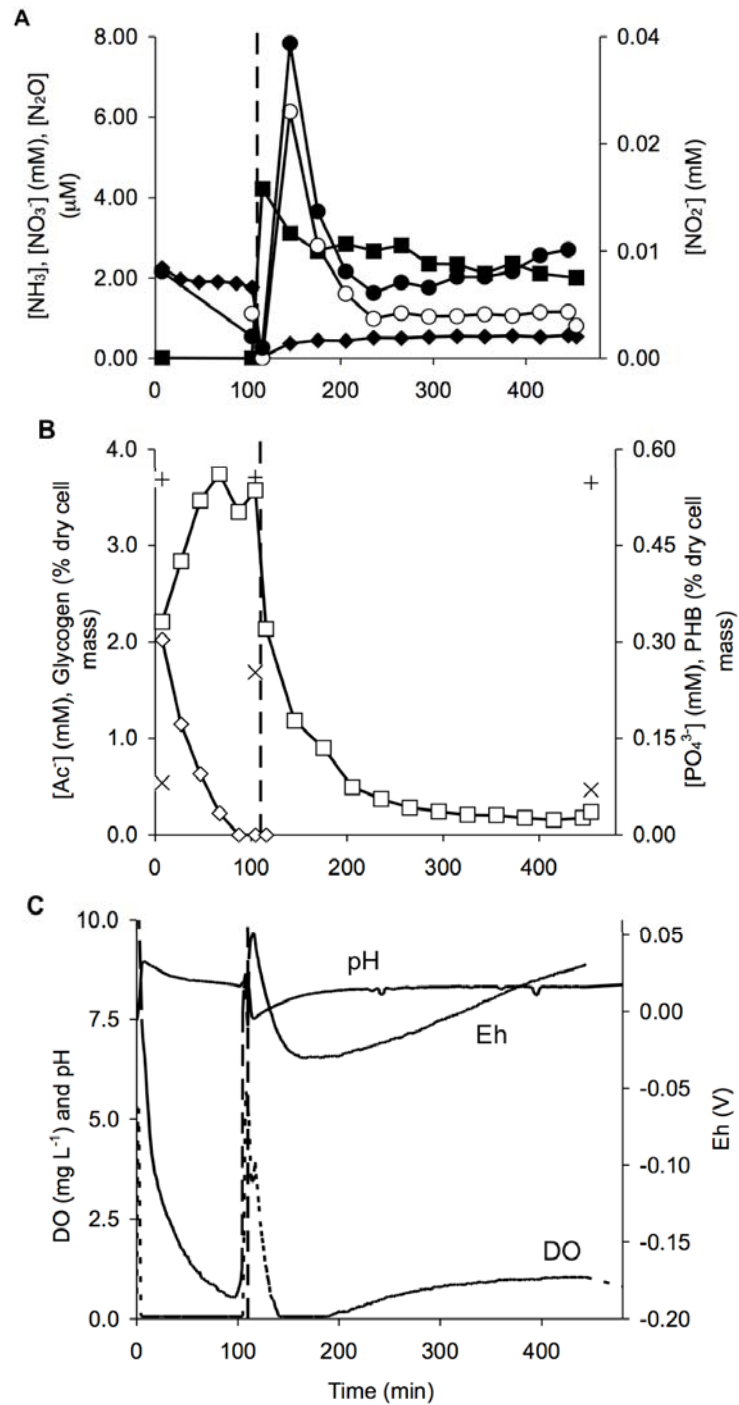 A
[NH₃], [NO₃⁻] (mM), [N₂O]
(μM)
8.00
6.00
4.00
2.00
0.00
0.04
0.02
0.01
0.00
[NO₂⁻] (mM)
0 100 200 300 400
B
[Ac⁻] (mM), Glycogen (% dry cell
mass)
4.0
3.0
2.0
1.0
0.0
0.60
0.45
0.30
0.15
0.00
[PO₄³⁻] (mM), PHB (% dry cell
mass)
0 100 200 300 400
C
DO (mg L⁻¹) and pH
10.0
7.5
5.0
2.5
0.0
pH
Eh
DO
0.05
0.00
-0.05
-0.10
-0.15
-0.20
Eh (V)
0 100 200 300 400
Time (min)